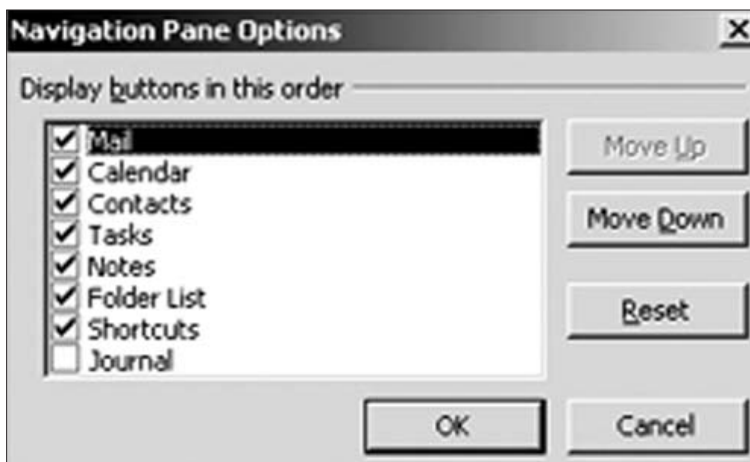 Navigation Pane Options
Display buttons in this order
Mail
Calendar
Contacts
Tasks
Notes
Folder List
Shortcuts
Journal
Move Up
Move Down
Reset
OK
Cancel